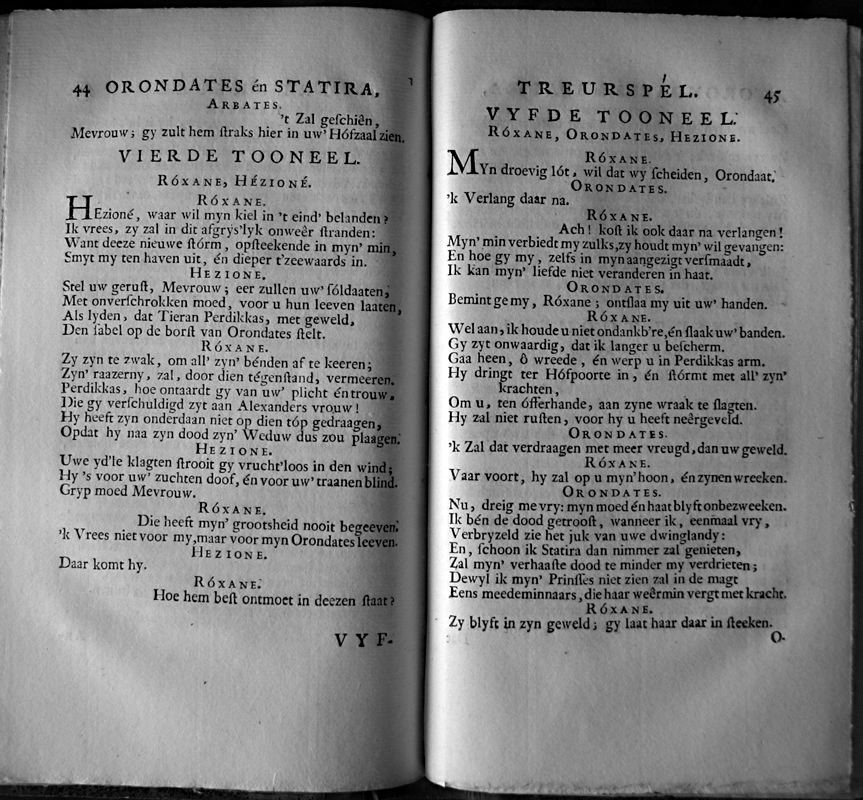 44 ORONDATES én STATIRA,
ARBATES.
't Zal geſchiên,
Mevrouw; gy zult hem ſtraks hier in uw' Hófzaal zien.
VIERDE TOONEEL.
RÓXANE, HÉZIONÉ.
RÓXANE.
HEzioné, waar wil myn kiel in 't eind' belanden?
Ik vrees, zy zal in dit afgrys'lyk onweêr ſtranden:
Want deeze nieuwe ſtórm, opſteekende in myn' min,
Smyt my ten haven uit, én dieper t'zeewaards in.
HEZIONE.
Stel uw geruſt, Mevrouw; eer zullen uw' ſóldaaten,
Met onverſchrokken moed, voor u hun leeven laaten,
Als lyden, dat Tieran Perdikkas, met geweld,
Den ſabel op de borſt van Orondates ſtelt.
RÓXANE.
Zy zyn te zwak, om all' zyn' bénden af te keeren;
Zyn' raazerny, zal, door dien tégenſtand, vermeeren.
Perdikkas, hoe ontaardt gy van uw' plicht én trouw,
Die gy verſchuldigd zyt aan Alexanders vrouw!
Hy heeft zyn onderdaan niet op dien tóp gedraagen,
Opdat hy naa zyn dood zyn' Weduw dus zou plaagen.
HEZIONE.
Uwe yd'le klagten ſtrooit gy vrucht'loos in den wind;
Hy 's voor uw' zuchten doof, én voor uw' traanen blind.
Gryp moed Mevrouw.
RÓXANE.
Die heeft myn' grootsheid nooit begeeven.
'k Vrees niet voor my, maar voor myn Orondates leeven.
HEZIONE.
Daar komt hy.
RÓXANE.
Hoe hem beſt ontmoet in deezen ſtaat?
VYF-
TREURSPÉL. 45
VYFDE TOONEEL.
RÓXANE, ORONDATES, HEZIONE.
RÓXANE.
MYn droevig lót, wil dat wy ſcheiden, Orondaat.
ORONDATES.
'k Verlang daar na.
RÓXANE.
Ach! koſt ik ook daar na verlangen!
Myn' min verbiedt my zulks, zy houdt myn' wil gevangen:
En hoe gy my, zelfs in myn aangezigt verſmaadt,
Ik kan myn' liefde niet veranderen in haat.
ORONDATES.
Bemint ge my, Róxane; ontſlaa my uit uw' handen.
RÓXANE.
Wel aan, ik houde u niet ondankb're, én ſlaak uw' banden.
Gy zyt onwaardig, dat ik langer u beſcherm.
Gaa heen, ô wreede, én werp u in Perdikkas arm.
Hy dringt ter Hófpoorte in, én ſtórmt met all' zyn'
krachten,
Om u, ten óſferhande, aan zyne wraak te ſlagten.
Hy zal niet ruſten, voor hy u heeft neêrgeveld.
ORONDATES.
'k Zal dat verdraagen met meer vreugd, dan uw geweld.
RÓXANE.
Vaar voort, hy zal op u myn' hoon, én zynen wreeken.
ORONDATES.
Nu, dreig me vry: myn moed én haat blyft onbezweeken.
Ik bén de dood getrooſt, wanneer ik, eenmaal vry,
Verbryzeld zie het juk van uwe dwinglandy:
En, ſchoon ik Statira dan nimmer zal genieten,
Zal myn' verhaaſte dood te minder my verdrieten;
Dewyl ik myn' Prinſſes niet zien zal in de magt
Eens meedeminnaars, die haar weêrmin vergt met kracht.
RÓXANE.
Zy blyft in zyn geweld; gy laat haar daar in ſteeken.
O-